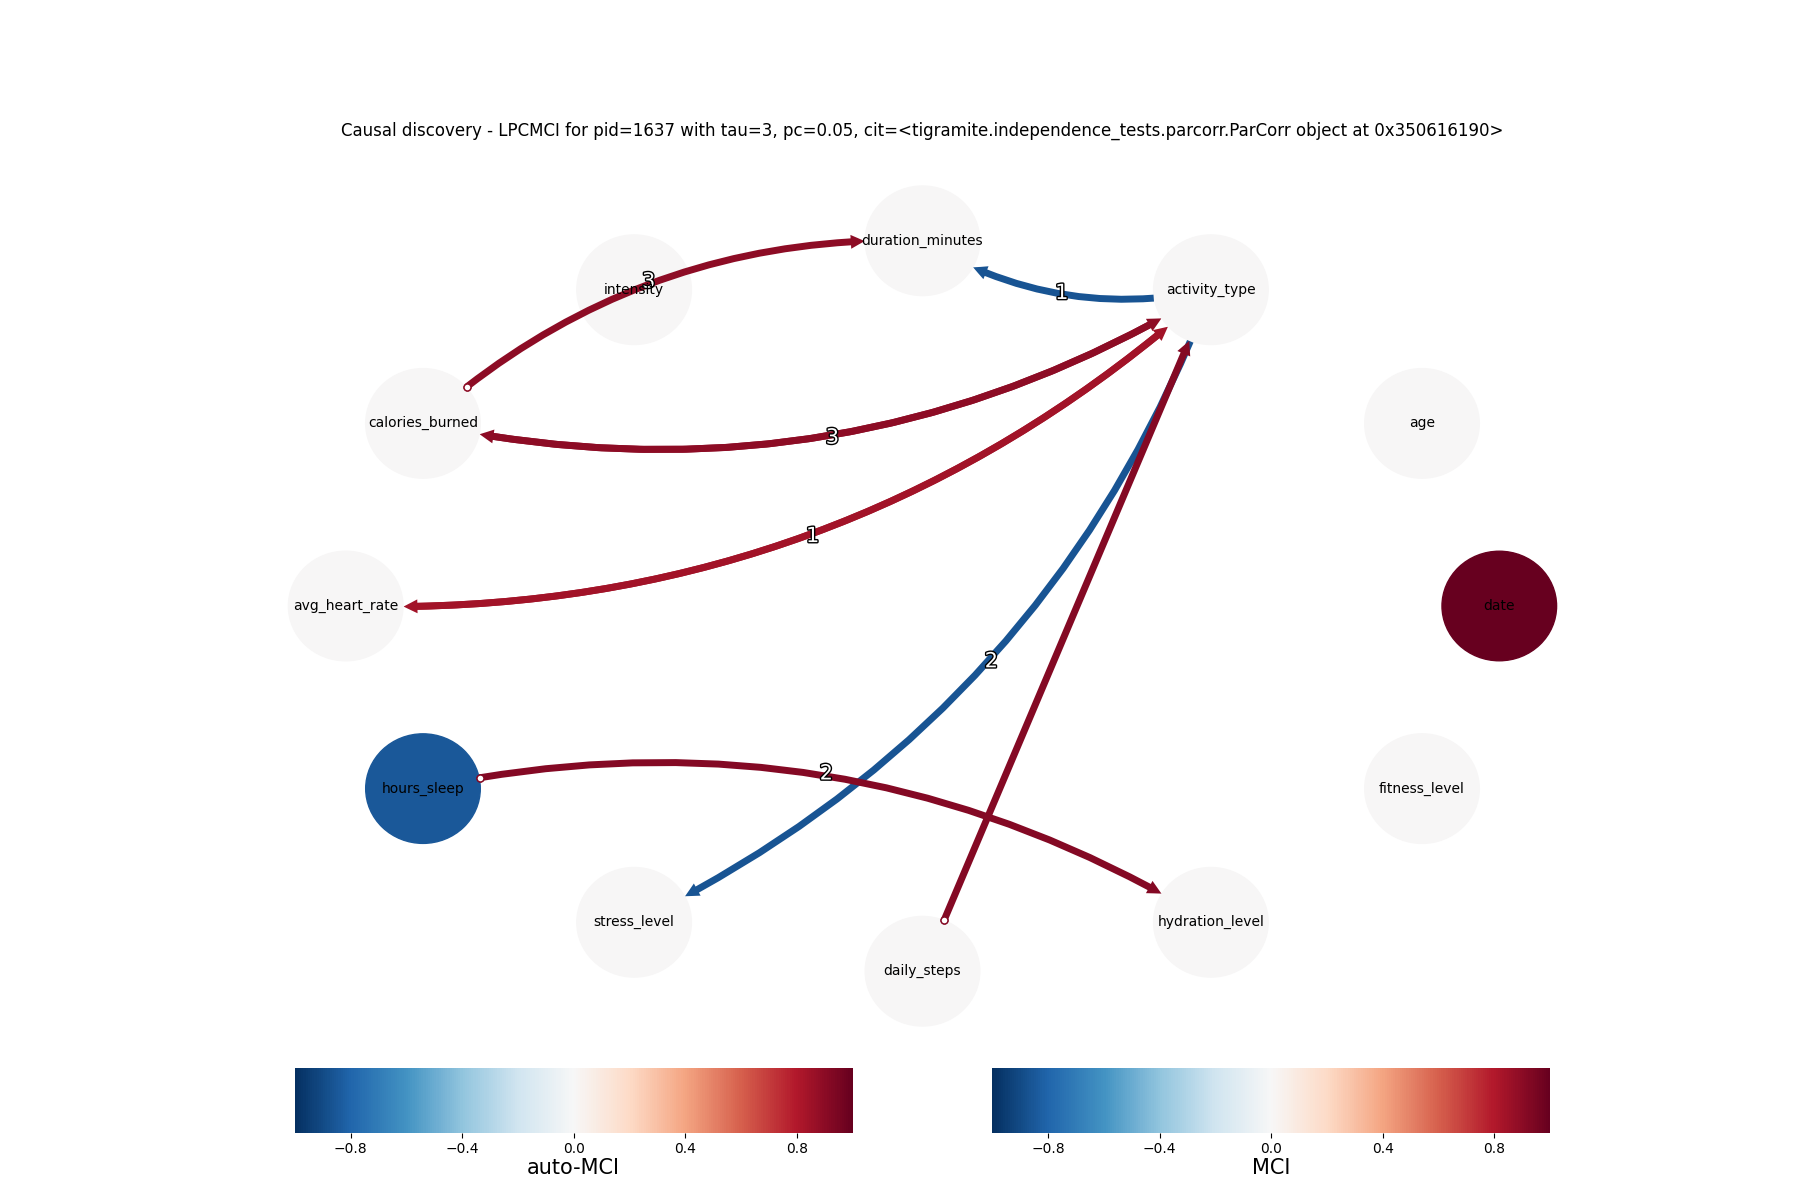 Causal discovery - LPCMCI for pid=1637 with tau=3, pc=0.05, cit=<tigramite.independence_tests.parcorr.ParCorr object at 0x350616190>
duration_minutes
3
intensity
1
activity_type
calories_burned
3
age
1
avg_heart_rate
date
2
2
hours_sleep
fitness_level
stress_level
hydration_level
daily_steps
−0.8 −0.4 0.0 0.4 0.8
auto-MCI
−0.8 −0.4 0.0 0.4 0.8
MCI